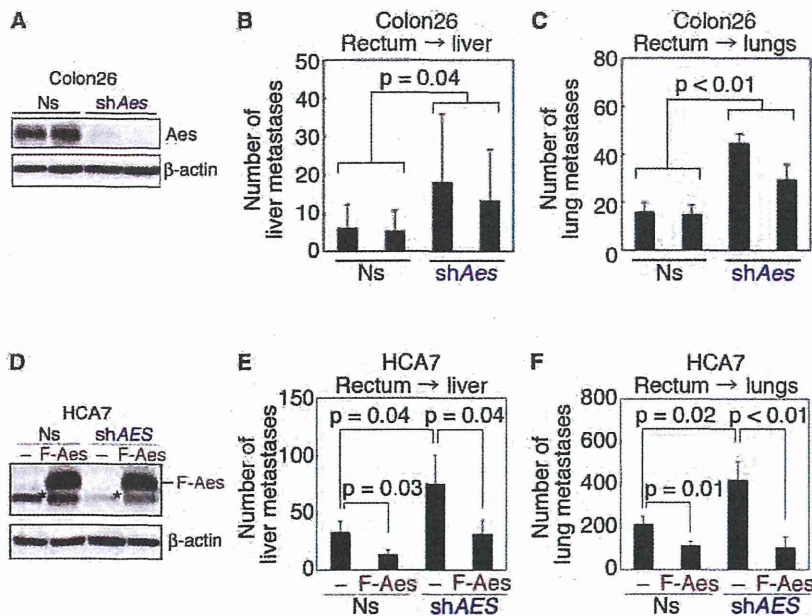 A
Colon26
Ns shAes
Aes
β-actin
B
Colon26
Rectum → liver
Number of
liver metastases
50
40
30
20
10
0
p = 0.04
Ns
shAes
C
Colon26
Rectum → lungs
Number of
lung metastases
80
60
40
20
0
p < 0.01
Ns
shAes
D
HCA7
Ns shAES
– F-Aes – F-Aes
* *
F-Aes
β-actin
E
HCA7
Rectum → liver
Number of
liver metastases
150
100
50
0
p = 0.04 p = 0.04
p = 0.03
– F-Aes – F-Aes
Ns shAES
F
HCA7
Rectum → lungs
Number of
lung metastases
800
600
400
200
0
p = 0.02 p < 0.01
p = 0.01
– F-Aes – F-Aes
Ns shAES